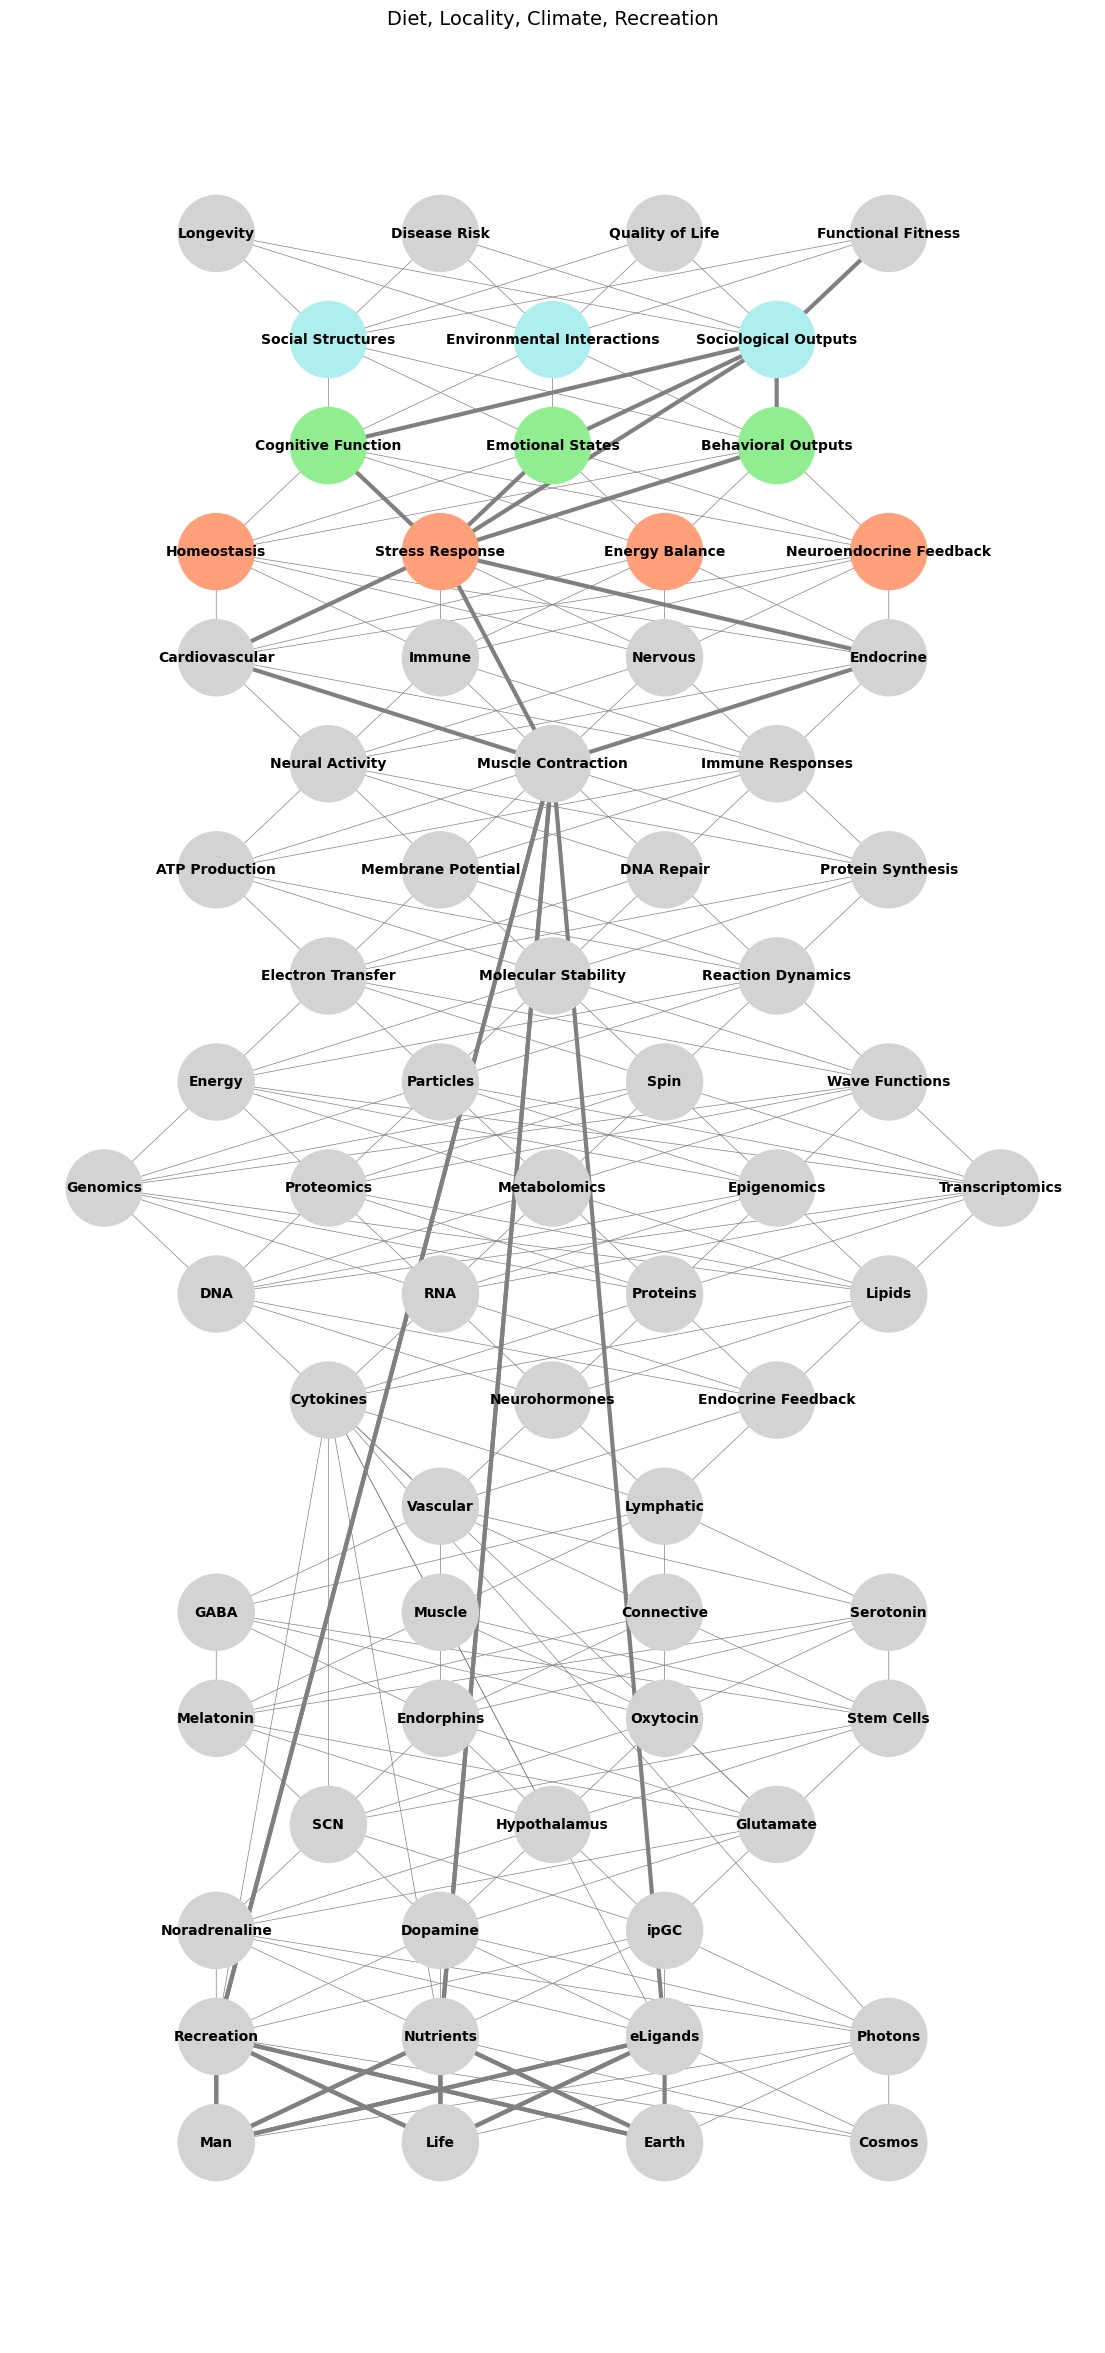 Diet, Locality, Climate, Recreation
Longevity
Disease Risk
Quality of Life
Functional Fitness
Social Structures
Environmental Interactions
Sociological Outputs
Cognitive Function
Emotional States
Behavioral Outputs
Homeostasis
Stress Response
Energy Balance
Neuroendocrine Feedback
Cardiovascular
Immune
Nervous
Endocrine
Neural Activity
Muscle Contraction
Immune Responses
ATP Production
Membrane Potential
DNA Repair
Protein Synthesis
Electron Transfer
Molecular Stability
Reaction Dynamics
Energy
Particles
Spin
Wave Functions
Genomics
Proteomics
Metabolomics
Epigenomics
Transcriptomics
DNA
RNA
Proteins
Lipids
Cytokines
Neurohormones
Endocrine Feedback
Vascular
Lymphatic
GABA
Muscle
Connective
Serotonin
Melatonin
Endorphins
Oxytocin
Stem Cells
SCN
Hypothalamus
Glutamate
Noradrenaline
Dopamine
ipGC
Recreation
Nutrients
eLigands
Photons
Man
Life
Earth
Cosmos